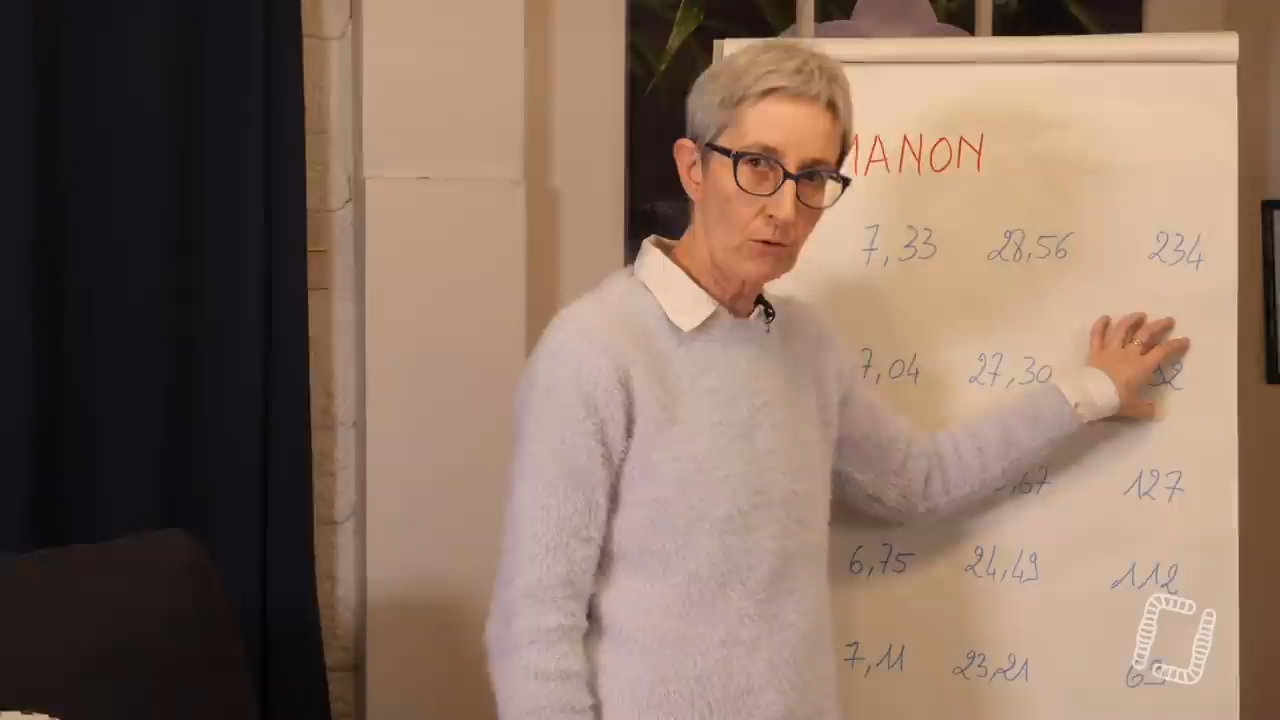 MANON
7,33 28,56 234
7,04 27,30
,67 127
6,75 24,49 112
7,11 23,21